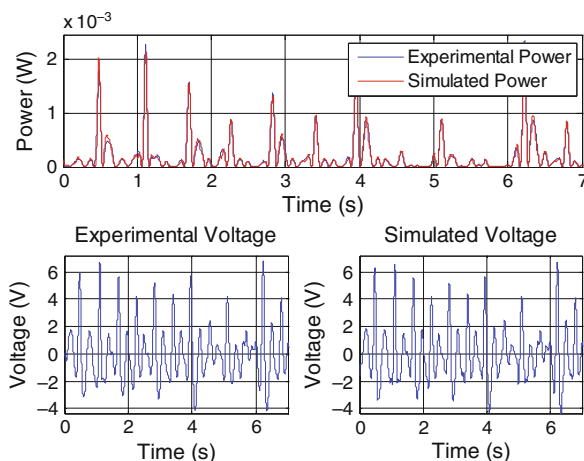 x 10⁻³
2
1
0
Power (W)
Experimental Power
Simulated Power
0 1 2 3 4 5 6 7
Time (s)
Experimental Voltage
Simulated Voltage
6
4
2
0
−2
−4
Voltage (V)
0 2 4 6
Time (s)
6
4
2
0
−2
−4
Voltage (V)
0 2 4 6
Time (s)